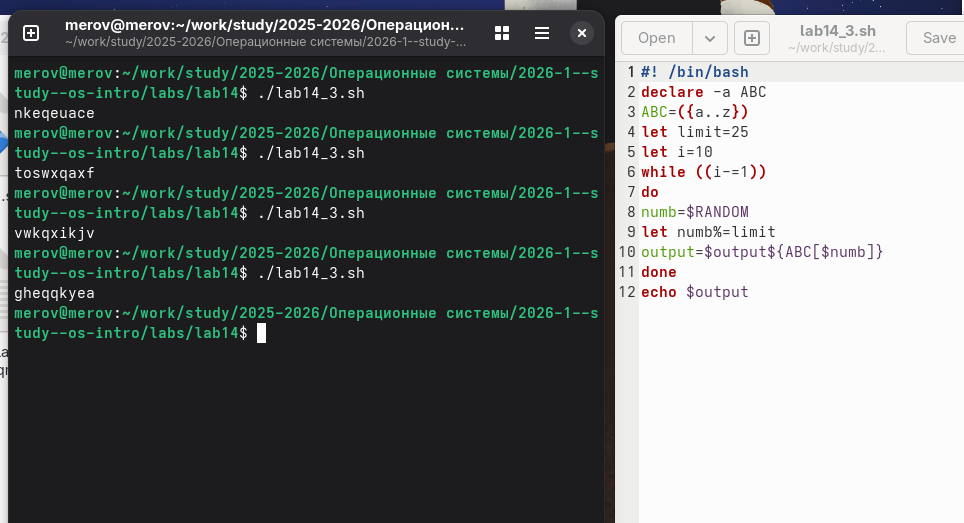 merov@merov:~/work/study/2025-2026/Операцион...
~/work/study/2025-2026/Операционные системы/2026-1--study-...
merov@merov:~/work/study/2025-2026/Операционные системы/2026-1--s
tudy--os-intro/labs/lab14$ ./lab14_3.sh
nkeqeuace
merov@merov:~/work/study/2025-2026/Операционные системы/2026-1--s
tudy--os-intro/labs/lab14$ ./lab14_3.sh
toswxqaxf
merov@merov:~/work/study/2025-2026/Операционные системы/2026-1--s
tudy--os-intro/labs/lab14$ ./lab14_3.sh
vwkqxikjv
merov@merov:~/work/study/2025-2026/Операционные системы/2026-1--s
tudy--os-intro/labs/lab14$ ./lab14_3.sh
gheqqkyea
merov@merov:~/work/study/2025-2026/Операционные системы/2026-1--s
tudy--os-intro/labs/lab14$
Open
lab14_3.sh
~/work/study/2...
Save
1 #! /bin/bash
2 declare -a ABC
3 ABC=({a..z})
4 let limit=25
5 let i=10
6 while ((i-=1))
7 do
8 numb=$RANDOM
9 let numb%=limit
10 output=$output${ABC[$numb]}
11 done
12 echo $output